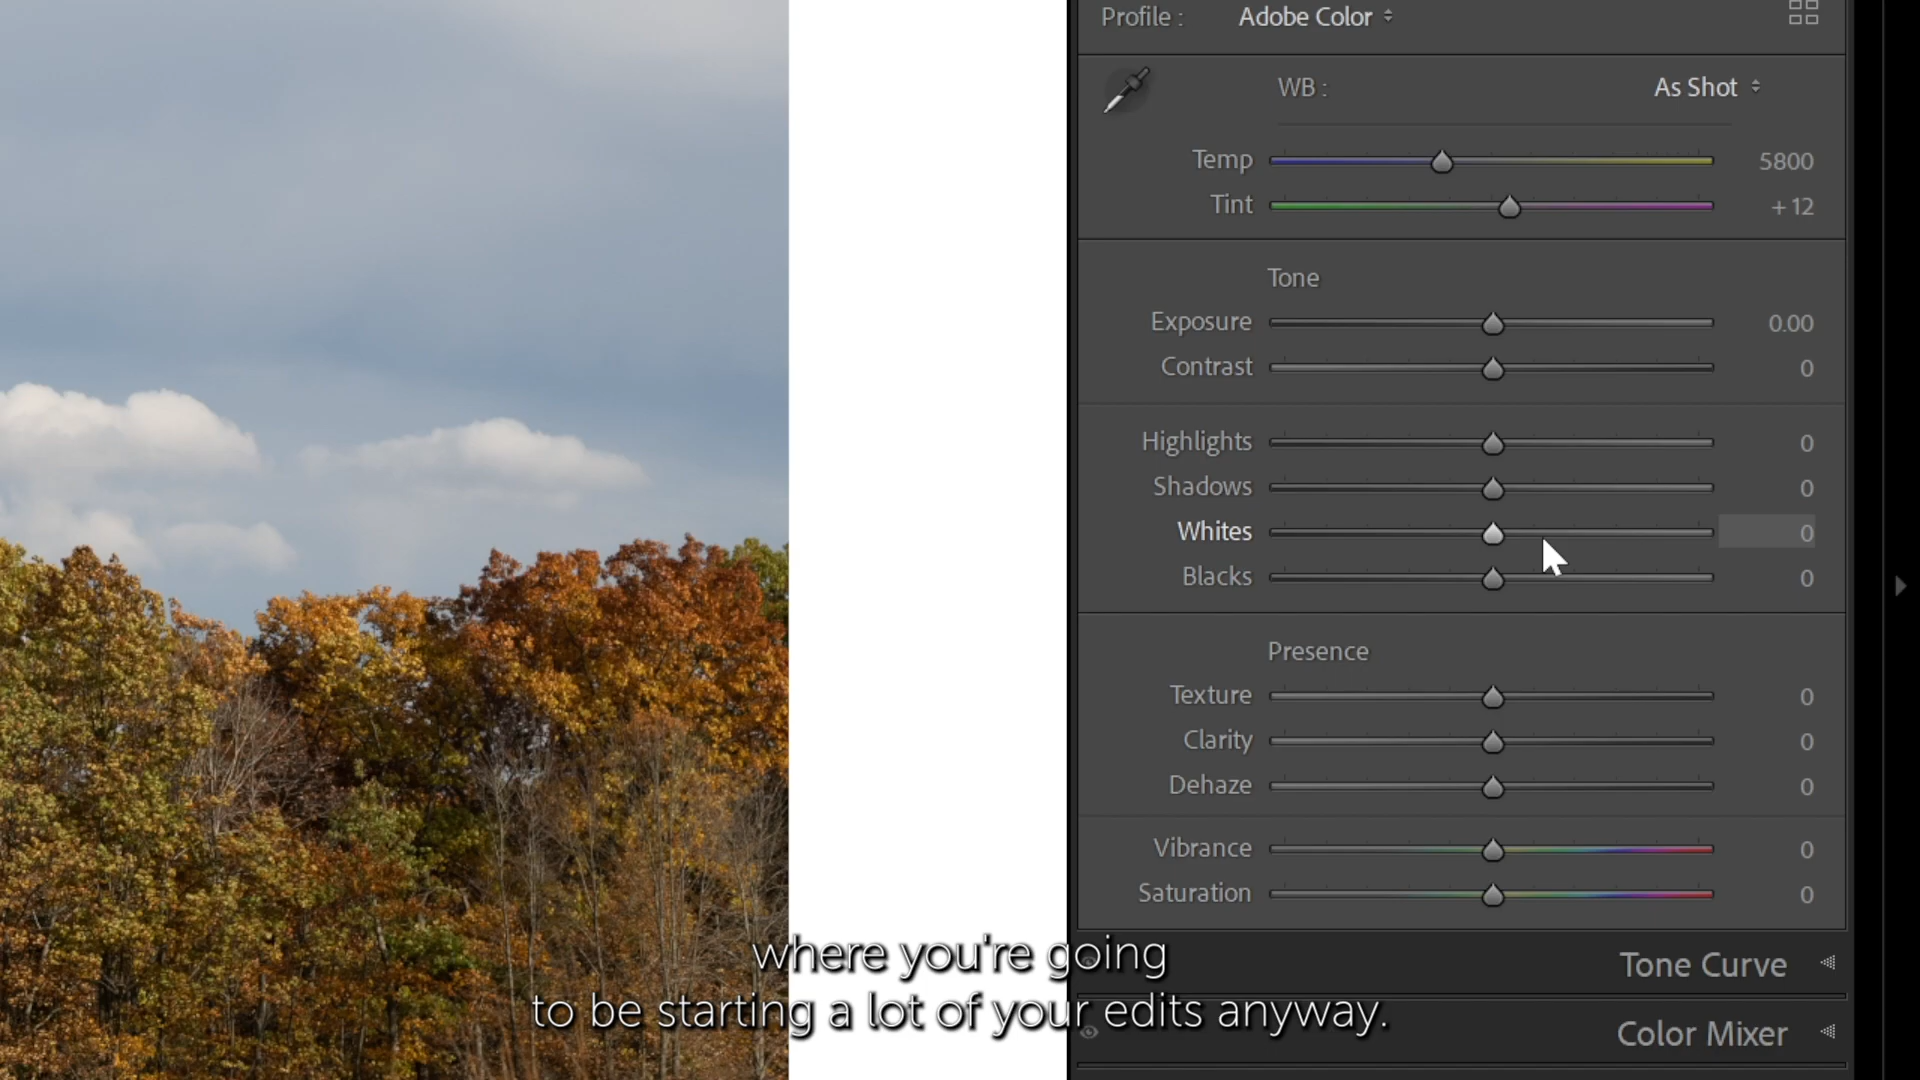 Profile : Adobe Color
WB : As Shot
Temp 5800
Tint + 12
Tone
Exposure 0.00
Contrast 0
Highlights 0
Shadows 0
Whites 0
Blacks 0
Presence
Texture 0
Clarity 0
Dehaze 0
Vibrance 0
Saturation 0
Tone Curve
Color Mixer
where you're going
to be starting a lot of your edits anyway.